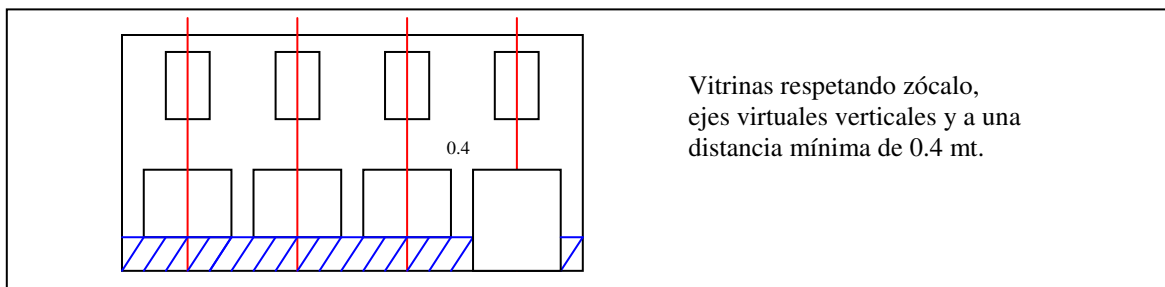 0.4
Vitrinas respetando zócalo,
ejes virtuales verticales y a una
distancia mínima de 0.4 mt.